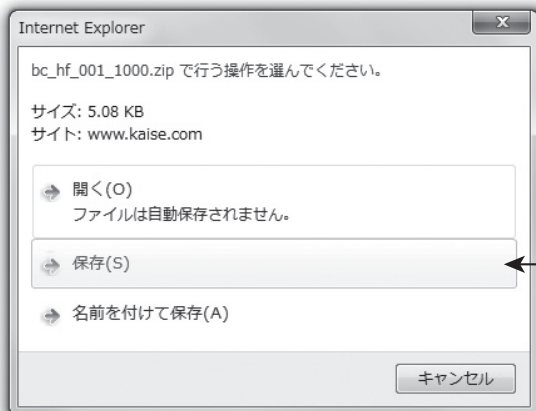 Internet Explorer
x
bc_hf_001_1000.zip で行う操作を選んでください。
サイズ: 5.08 KB
サイト: www.kaise.com
開く(O)
ファイルは自動保存されません。
保存(S)
名前を付けて保存(A)
キャンセル